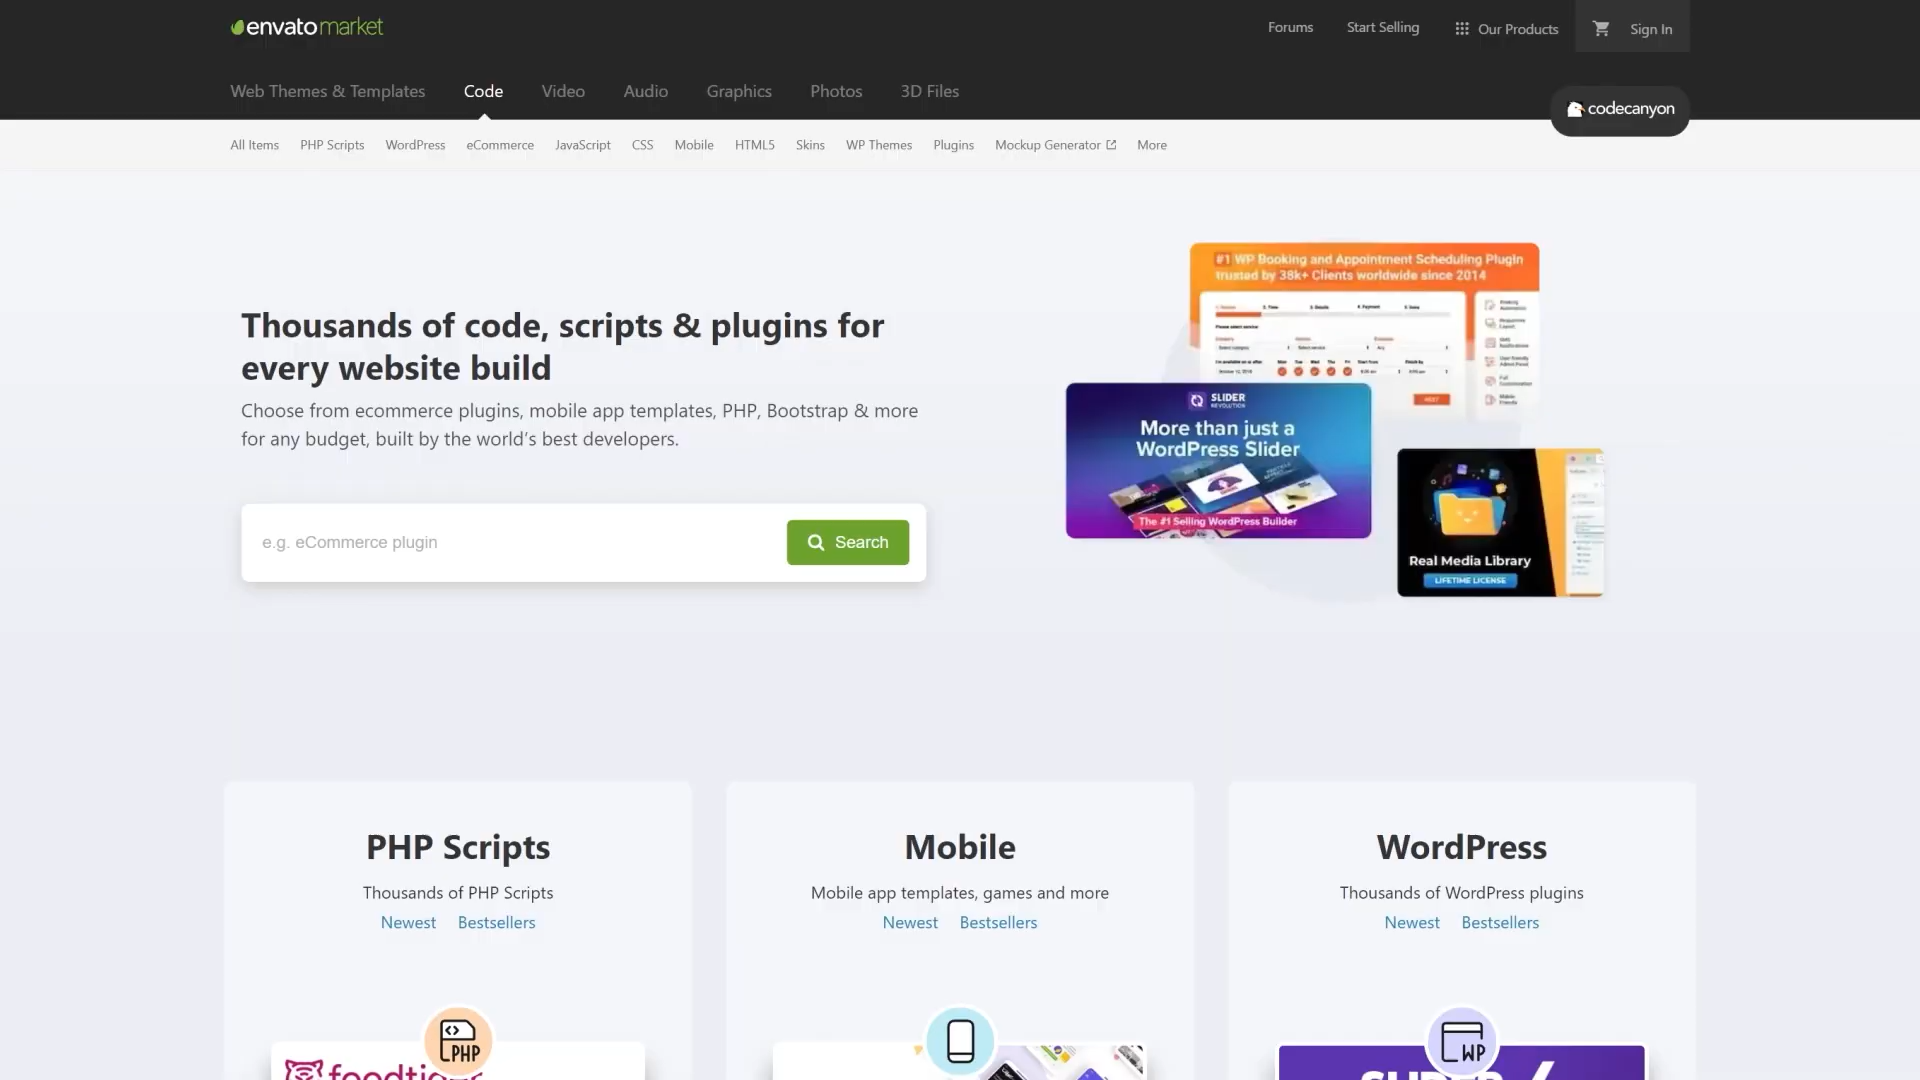 envatomarket
Forums
Start Selling
Our Products
Sign In
Web Themes & Templates
Code
Video
Audio
Graphics
Photos
3D Files
codecanyon
All Items
PHP Scripts
WordPress
eCommerce
JavaScript
CSS
Mobile
HTML5
Skins
WP Themes
Plugins
Mockup Generator
More
Thousands of code, scripts & plugins for
every website build
Choose from ecommerce plugins, mobile app templates, PHP, Bootstrap & more
for any budget, built by the world's best developers.
e.g. eCommerce plugin
Search
#1 WP Booking and Appointment Scheduling Plugin
trusted by 38k+ Clients worldwide since 2014
SLIDER
REVOLUTION
More than just a
WordPress Slider
The #1 Selling WordPress Builder
Real Media Library
LIFETIME LICENSE
PHP Scripts
Thousands of PHP Scripts
Newest
Bestsellers
PHP
Mobile
Mobile app templates, games and more
Newest
Bestsellers
WordPress
Thousands of WordPress plugins
Newest
Bestsellers
WP